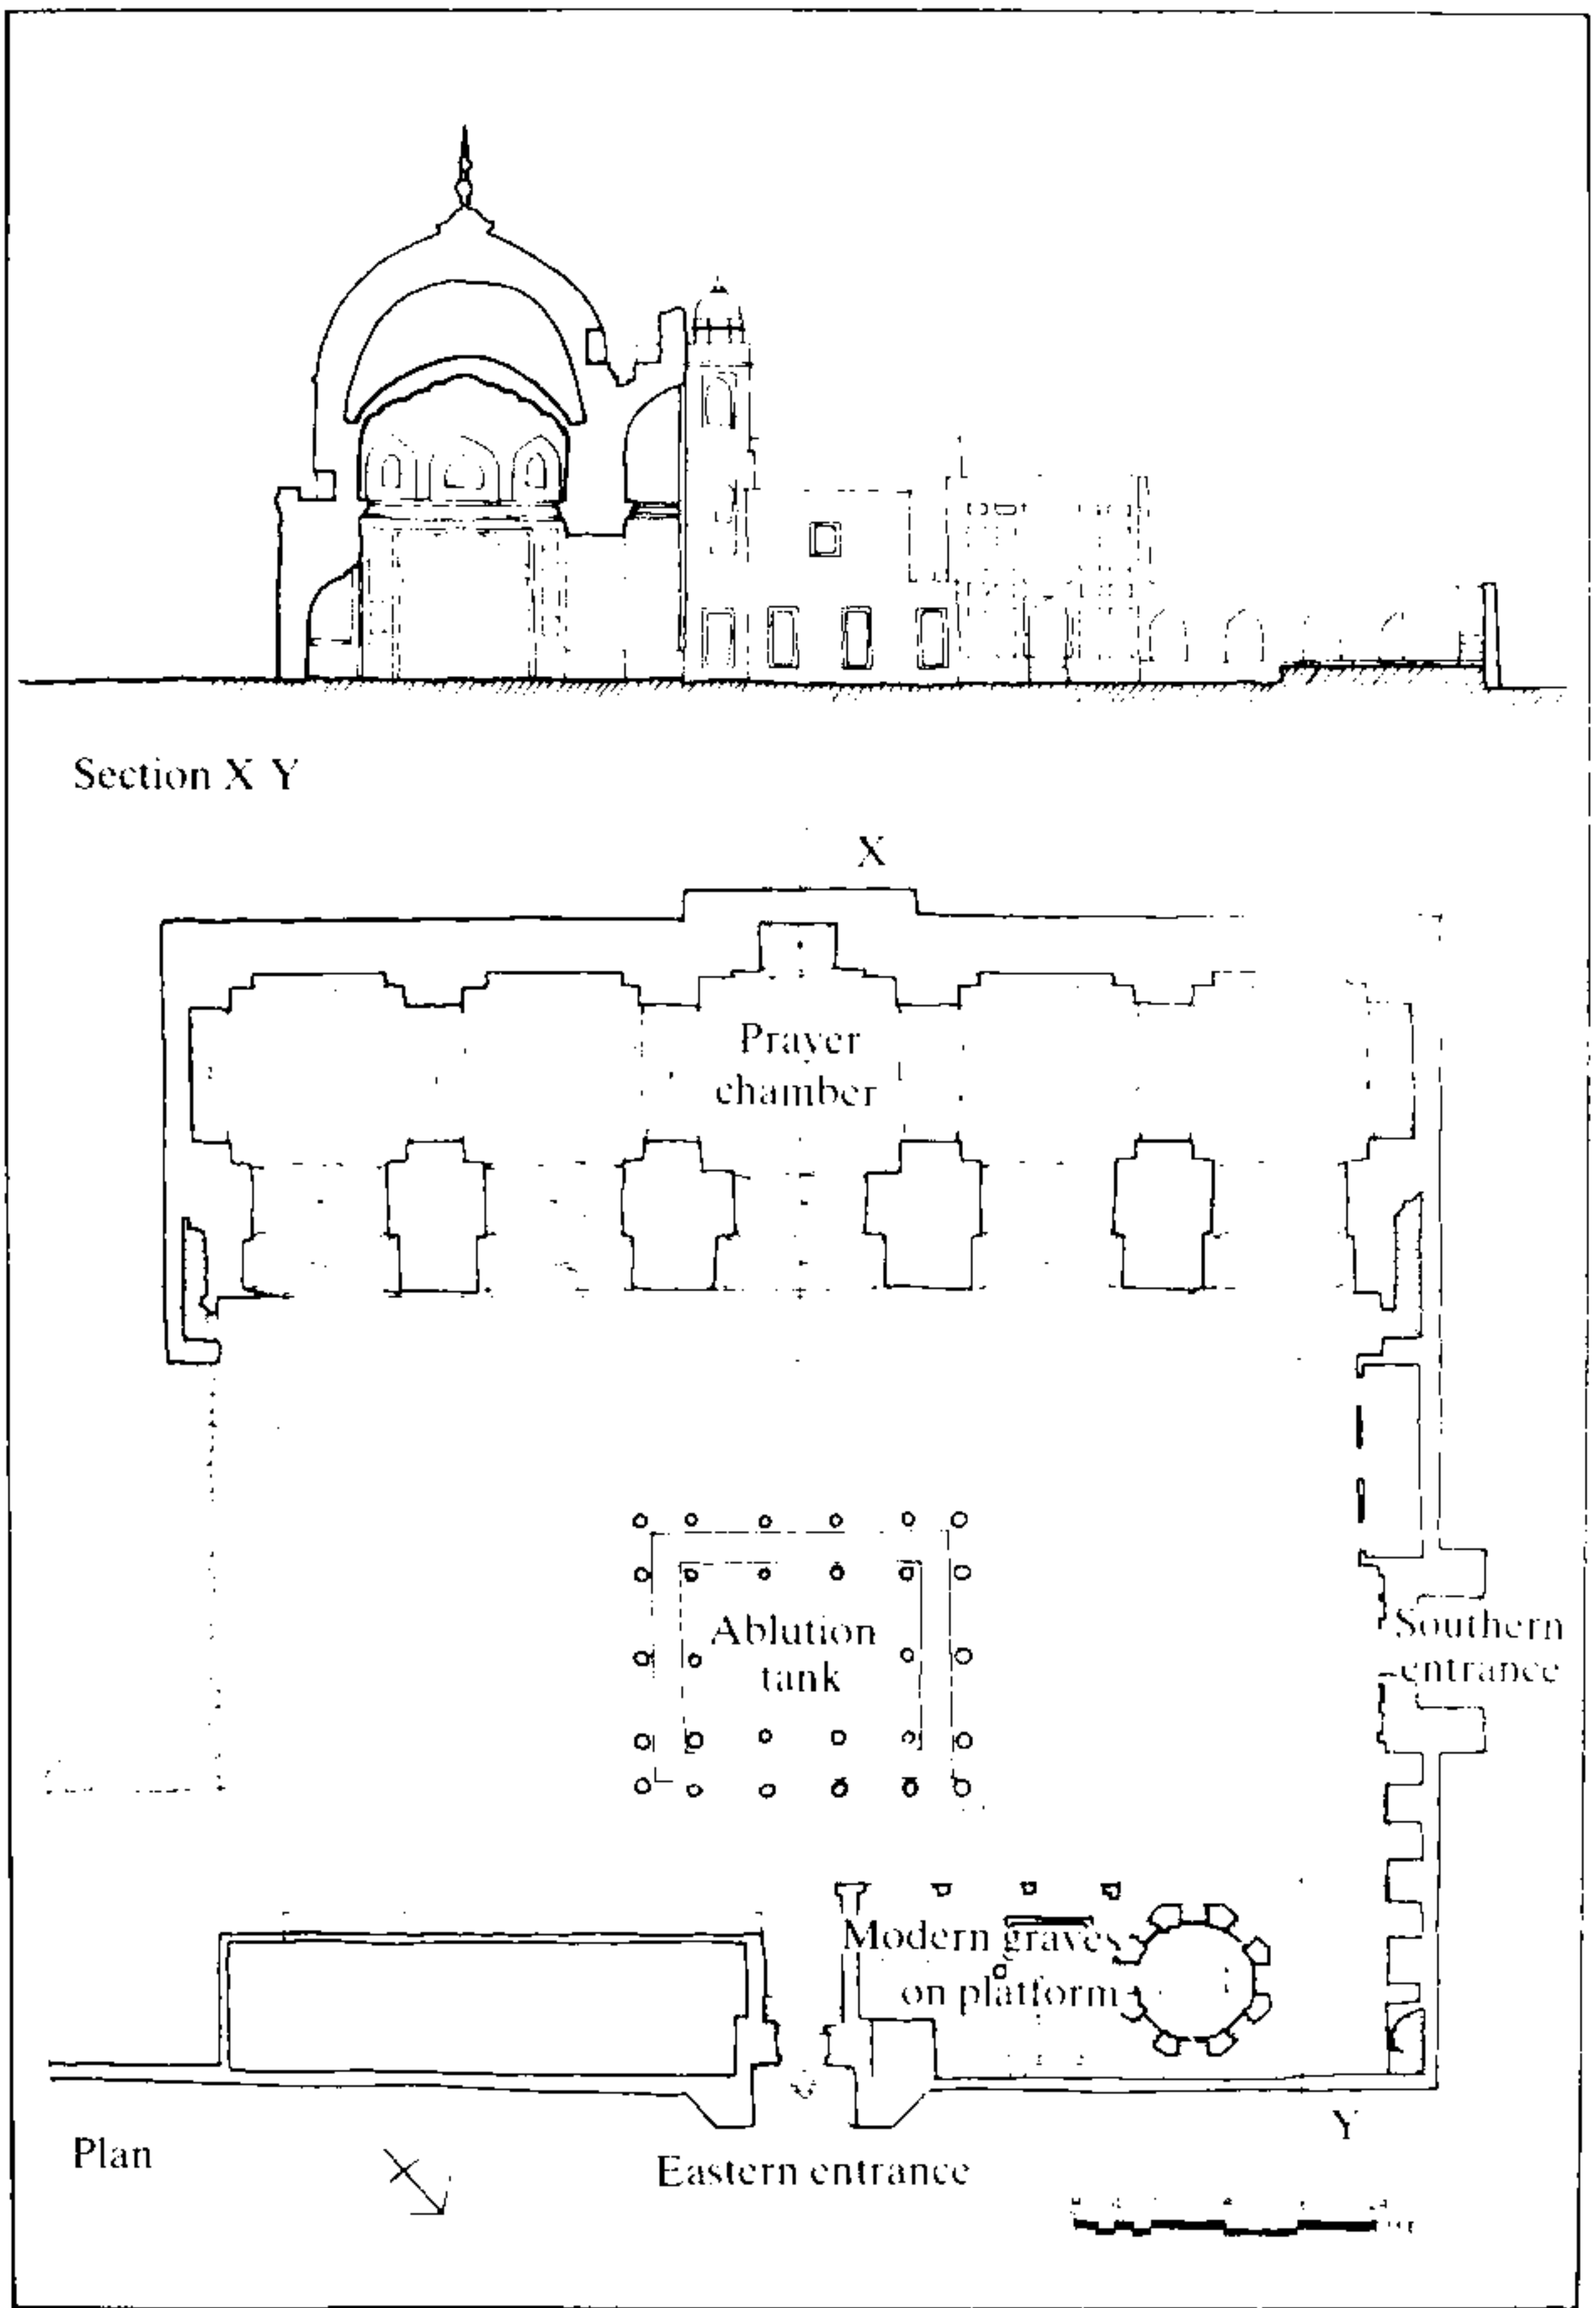 Section X Y
X
Prayer
chamber
Ablution
tank
Southern
entrance
Modern graves
on platform
Y
Plan
Eastern entrance